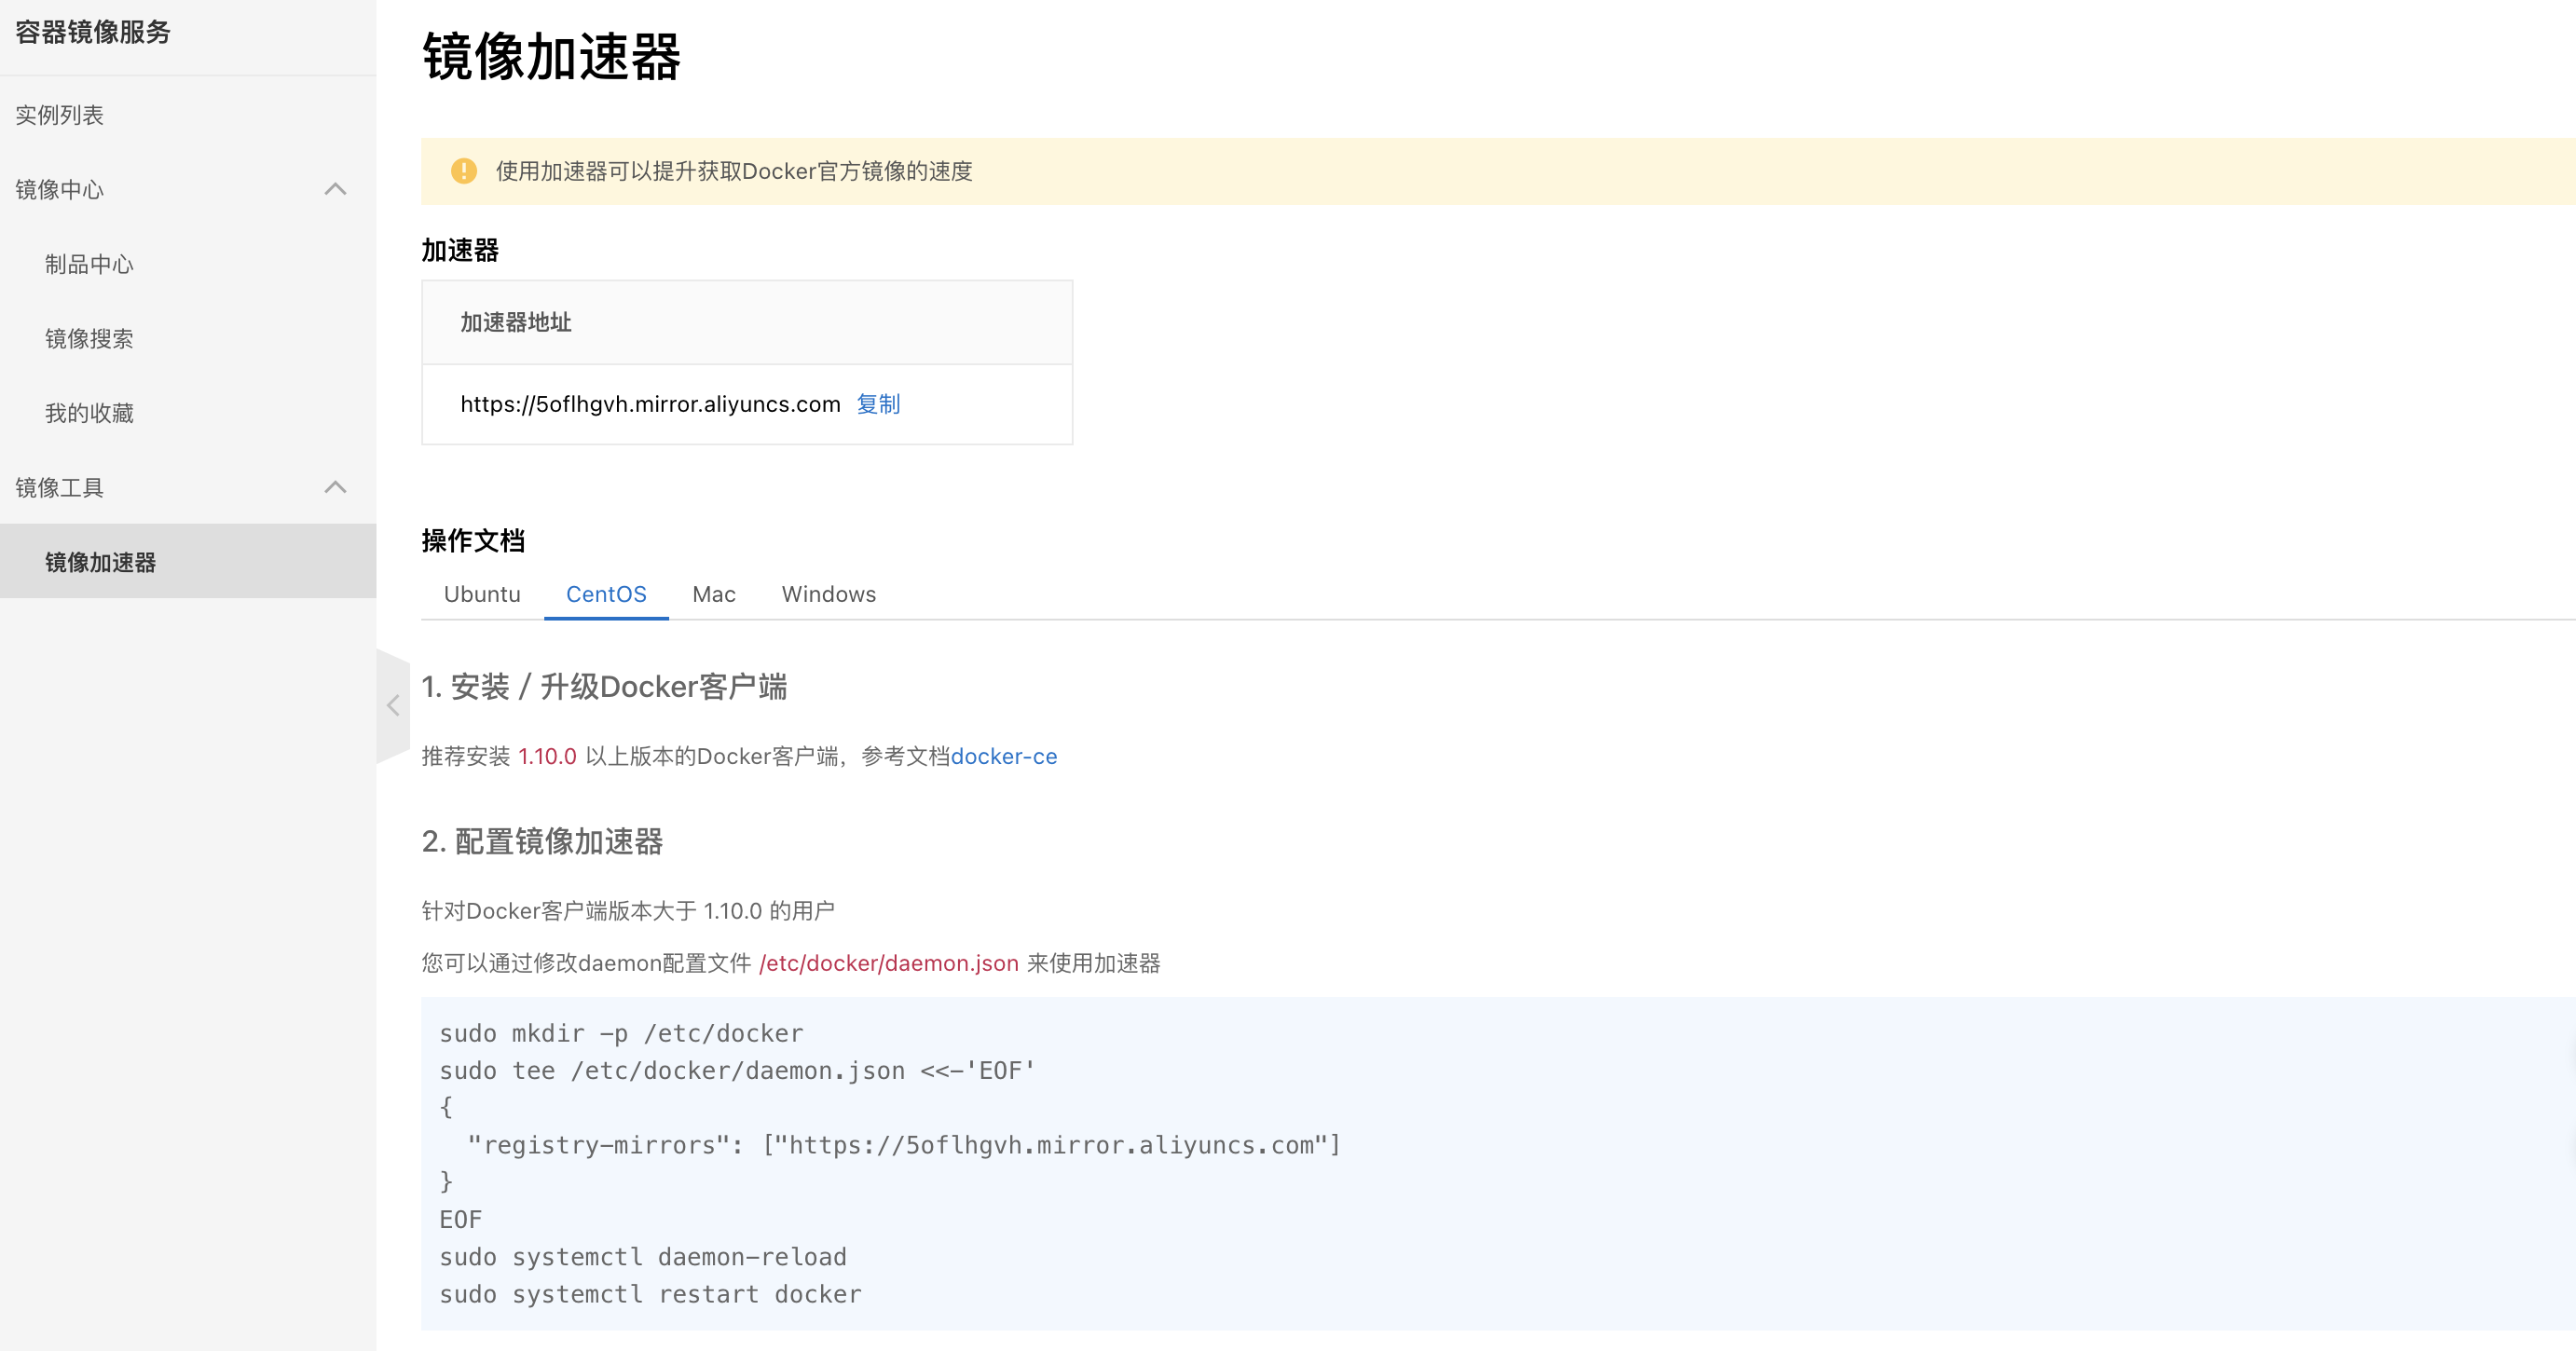 容器镜像服务
实例列表
镜像中心
制品中心
镜像搜索
我的收藏
镜像工具
镜像加速器
镜像加速器
使用加速器可以提升获取Docker官方镜像的速度
加速器
加速器地址
https://5oflhgvh.mirror.aliyuncs.com 复制
操作文档
Ubuntu CentOS Mac Windows
1. 安装 / 升级Docker客户端
推荐安装 1.10.0 以上版本的Docker客户端，参考文档docker-ce
2. 配置镜像加速器
针对Docker客户端版本大于 1.10.0 的用户
您可以通过修改daemon配置文件 /etc/docker/daemon.json 来使用加速器
sudo mkdir -p /etc/docker
sudo tee /etc/docker/daemon.json <<-'EOF'
{
  "registry-mirrors": ["https://5oflhgvh.mirror.aliyuncs.com"]
}
EOF
sudo systemctl daemon-reload
sudo systemctl restart docker